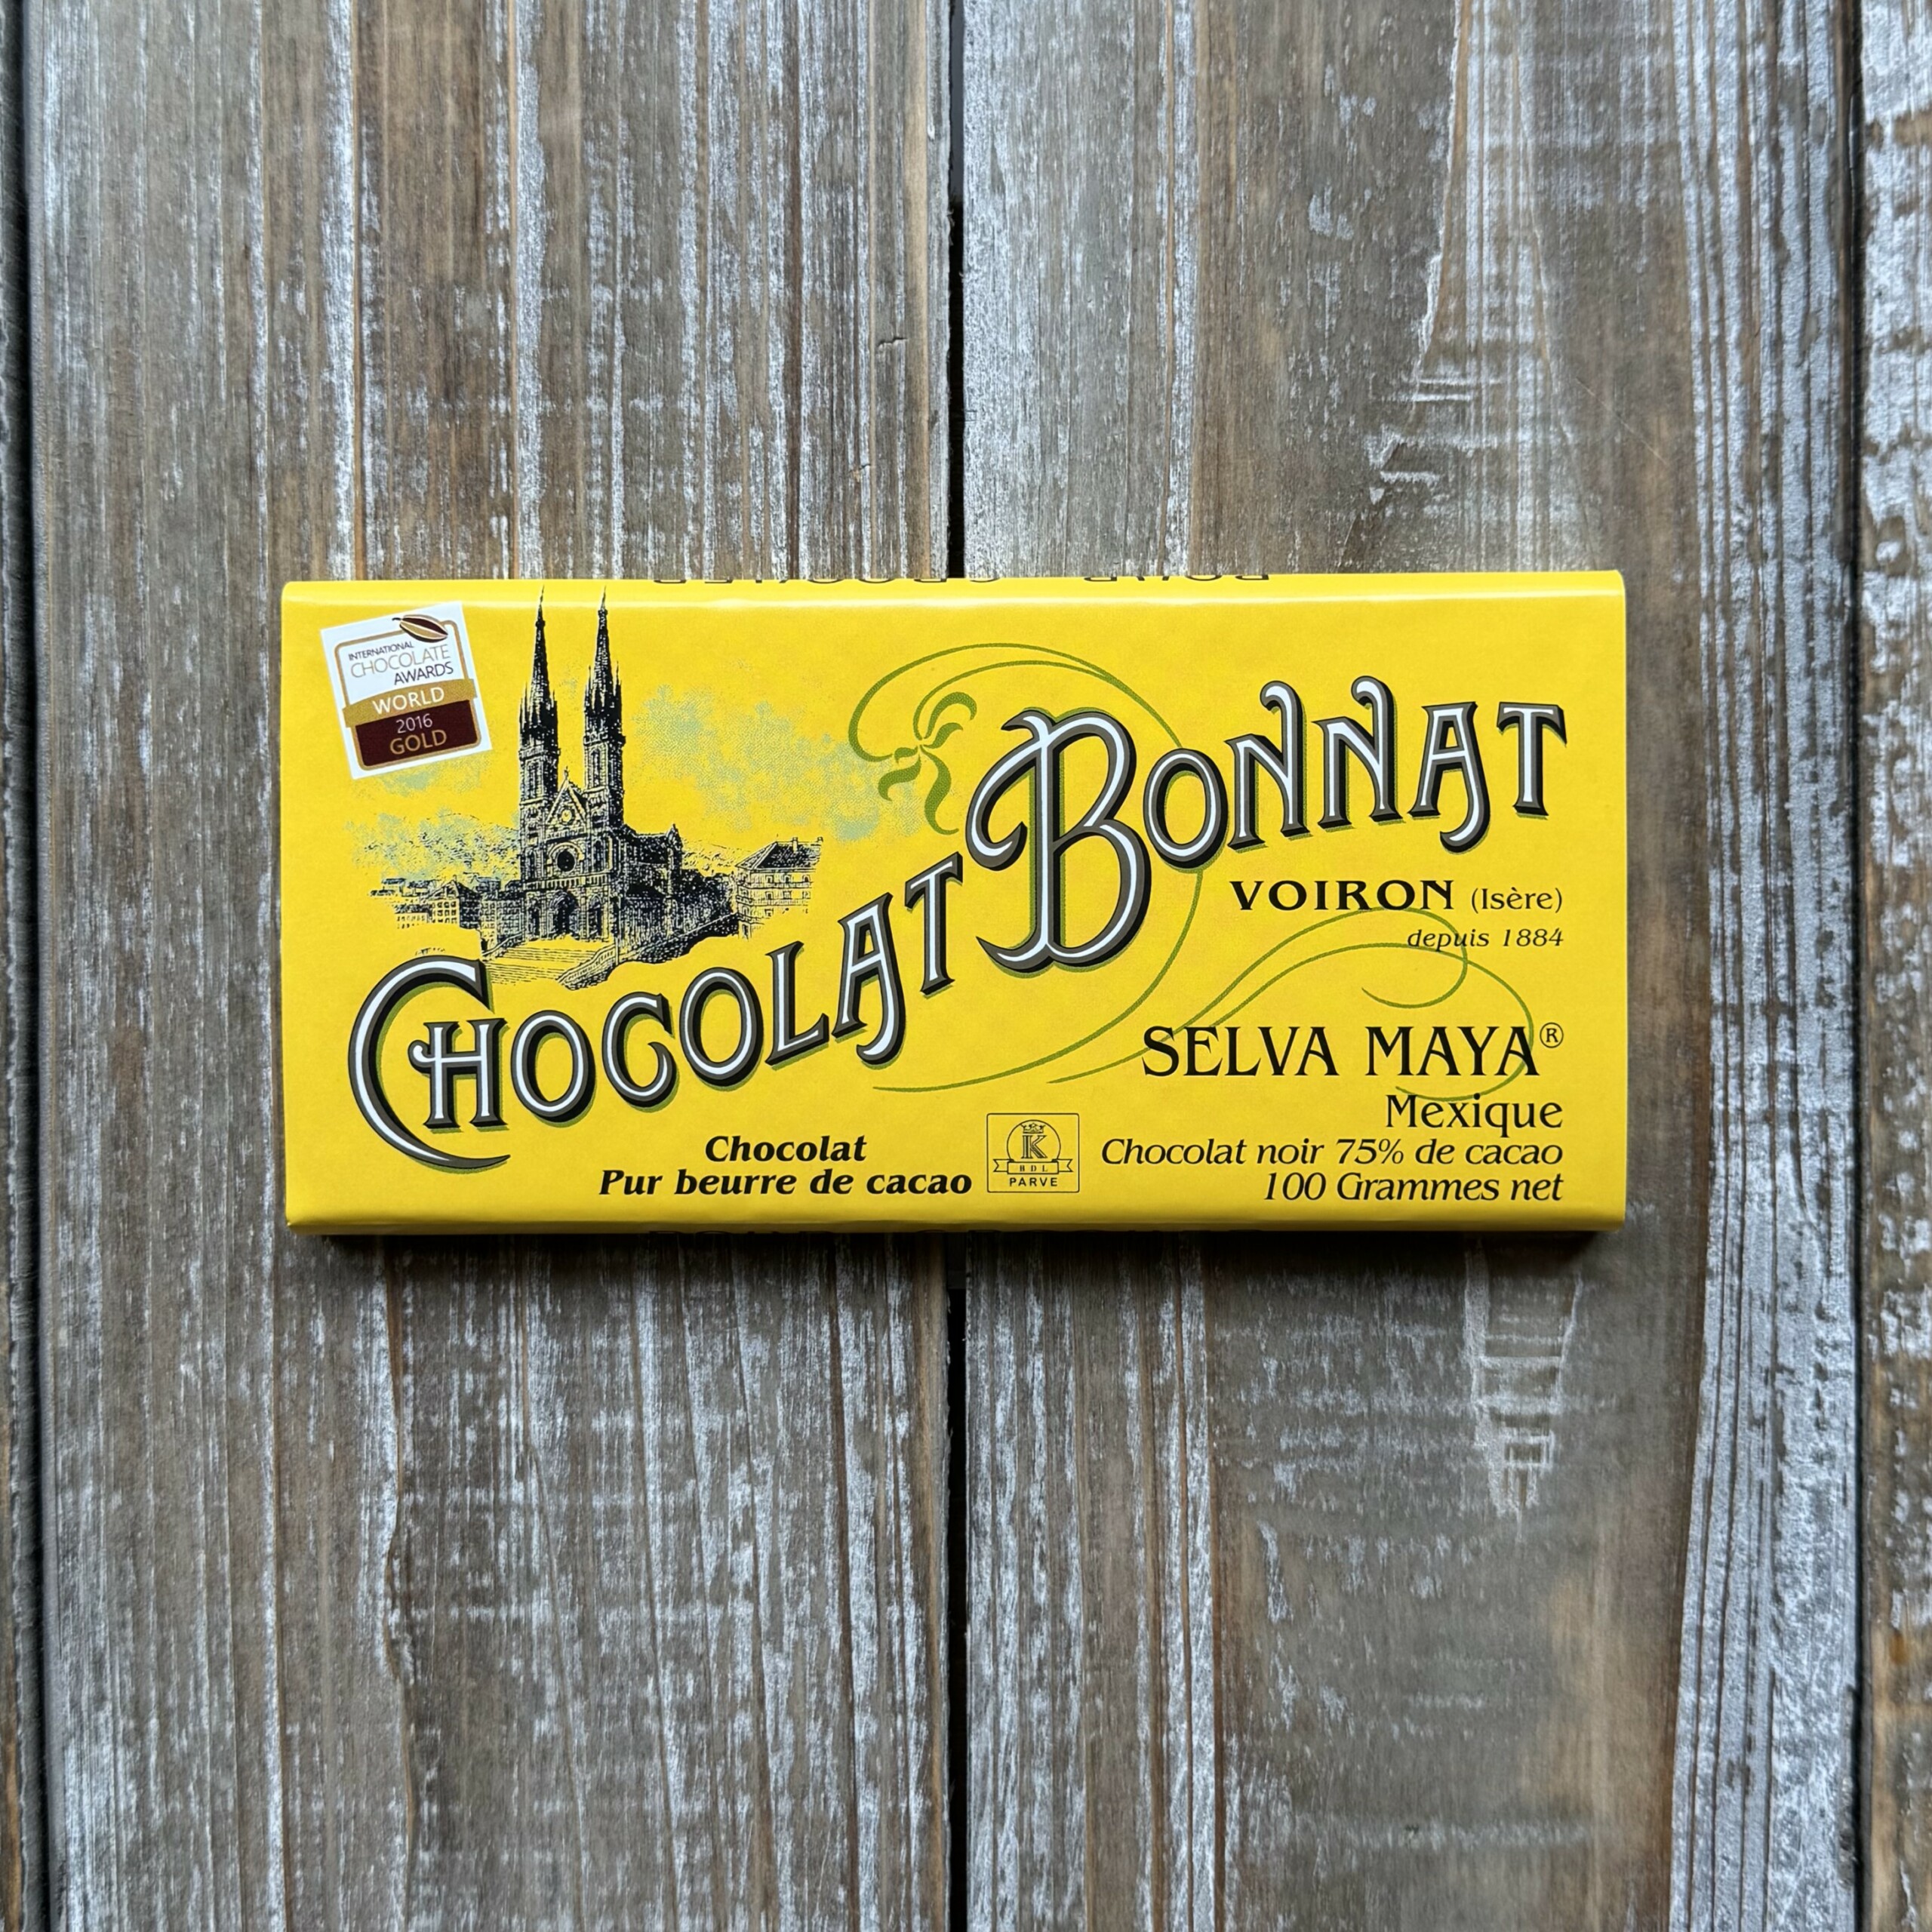 INTERNATIONAL
CHOCOLATE
AWARDS
WORLD
2016
GOLD
CHOCOLAT BONNAT
VOIRON (Isère)
depuis 1884
SELVA MAYA®
Mexique
Chocolat noir 75% de cacao
100 Grammes net
Chocolat
Pur beurre de cacao
K
BDL
PARVE